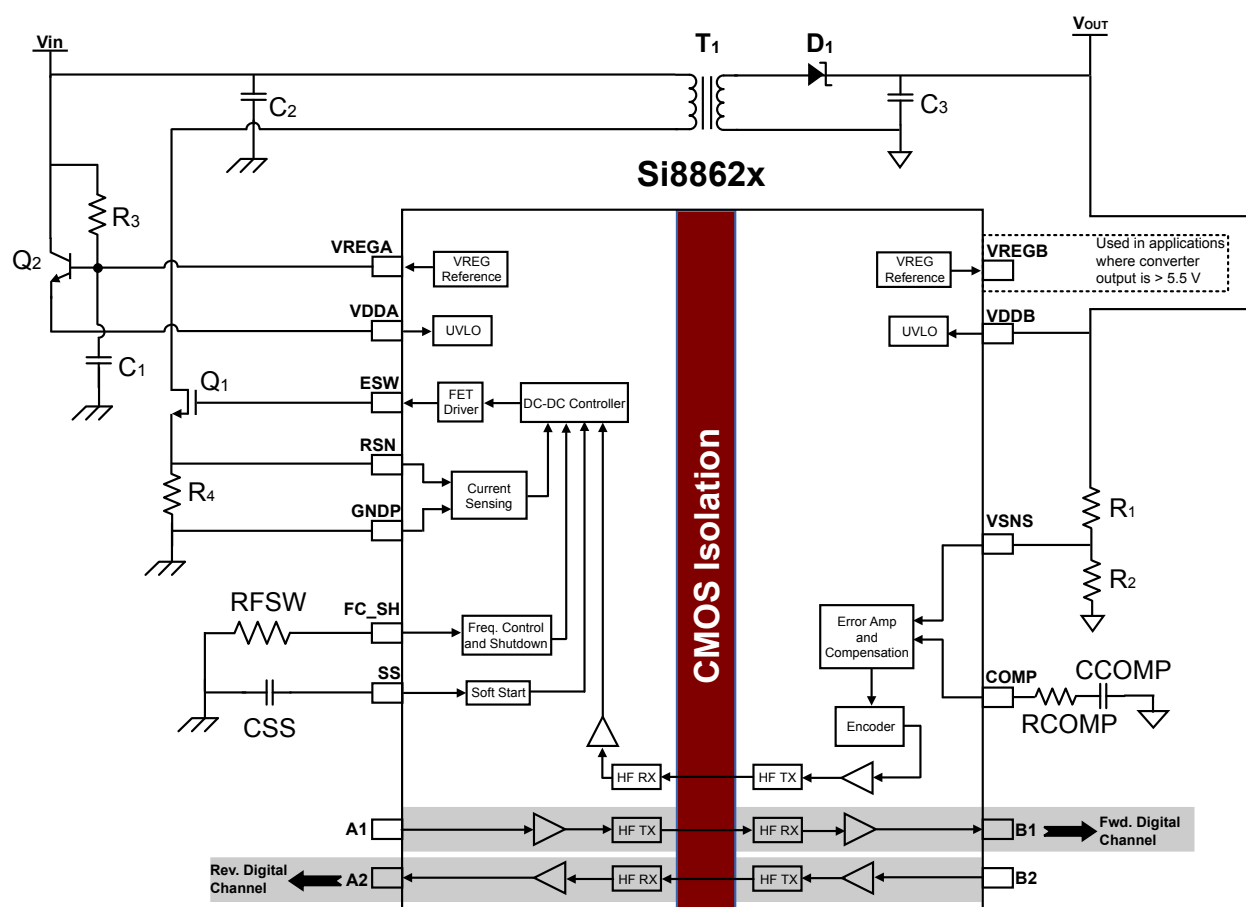 Vin
T1
D1
VOUT
C2
C3
Si8862x
R3
Q2
VREGA
VREG
Reference
VREG
Reference
VREGB
Used in applications
where converter
output is > 5.5 V
VDDA
UVLO
UVLO
VDDB
C1
Q1
ESW
FET
Driver
DC-DC Controller
RSN
Current
Sensing
R4
GNDP
CMOS Isolation
R1
VSNS
R2
RFSW
FC_SH
Freq. Control
and Shutdown
Error Amp
and
Compensation
SS
Soft Start
CSS
COMP
CCOMP
RCOMP
Encoder
HF RX
HF TX
A1
HF TX
HF RX
B1
Fwd. Digital
Channel
Rev. Digital
Channel
A2
HF RX
HF TX
B2